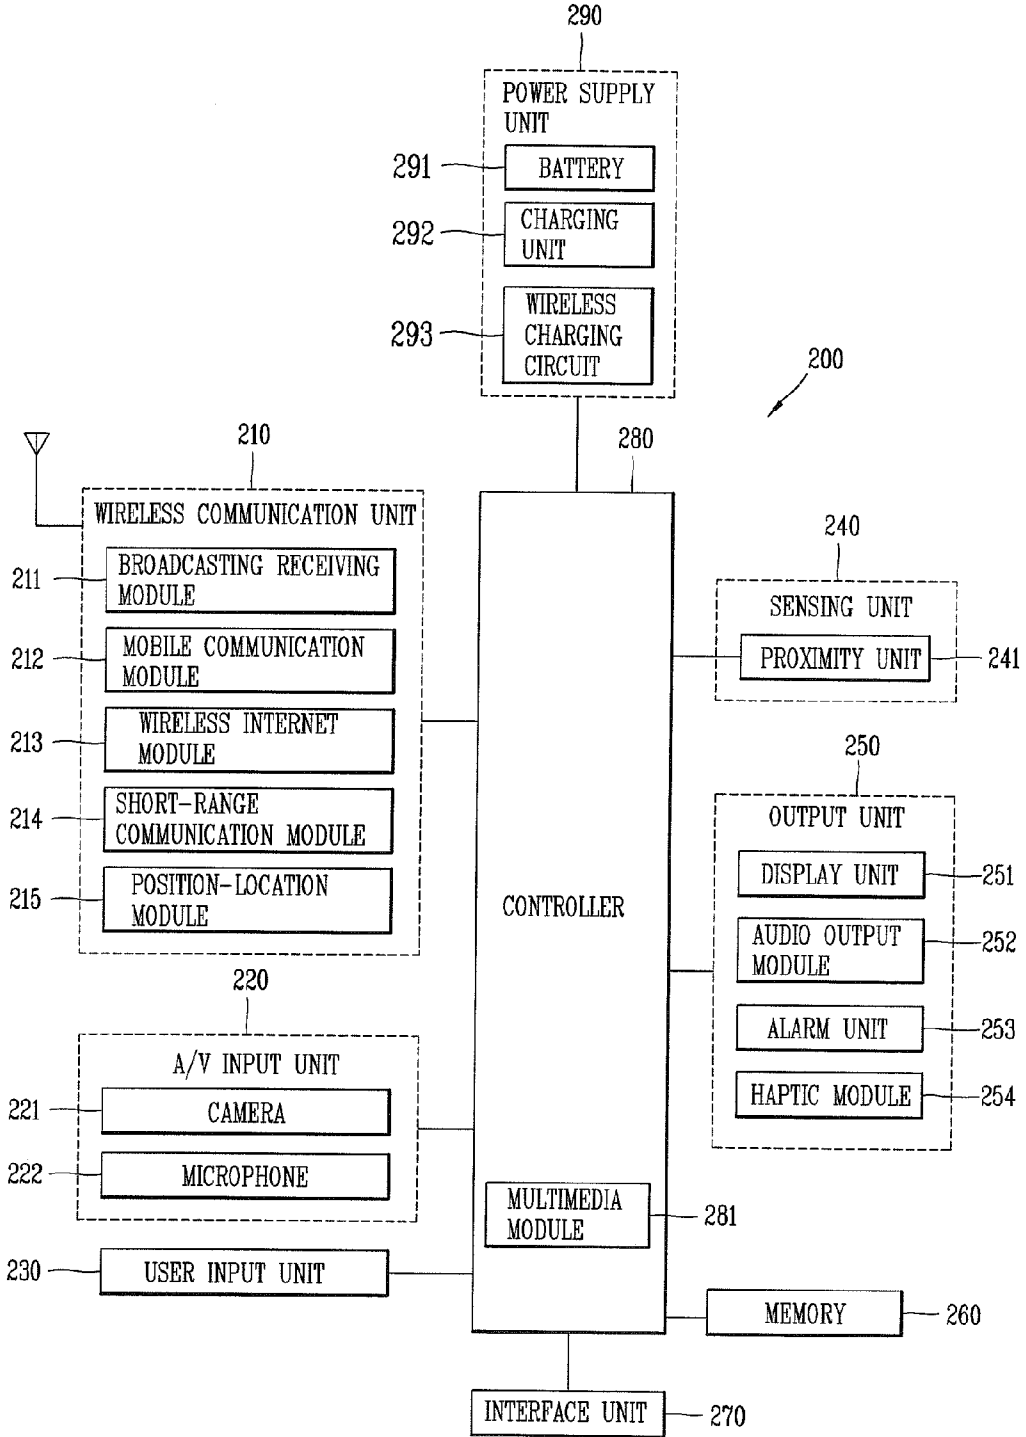 290
POWER SUPPLY
UNIT
291
BATTERY
292
CHARGING
UNIT
293
WIRELESS
CHARGING
CIRCUIT
200
210
280
WIRELESS COMMUNICATION UNIT
211
BROADCASTING RECEIVING
MODULE
212
MOBILE COMMUNICATION
MODULE
213
WIRELESS INTERNET
MODULE
214
SHORT-RANGE
COMMUNICATION MODULE
215
POSITION-LOCATION
MODULE
CONTROLLER
240
SENSING UNIT
PROXIMITY UNIT
241
250
OUTPUT UNIT
DISPLAY UNIT
251
AUDIO OUTPUT
MODULE
252
ALARM UNIT
253
HAPTIC MODULE
254
220
A/V INPUT UNIT
221
CAMERA
222
MICROPHONE
MULTIMEDIA
MODULE
281
230
USER INPUT UNIT
MEMORY
260
INTERFACE UNIT
270